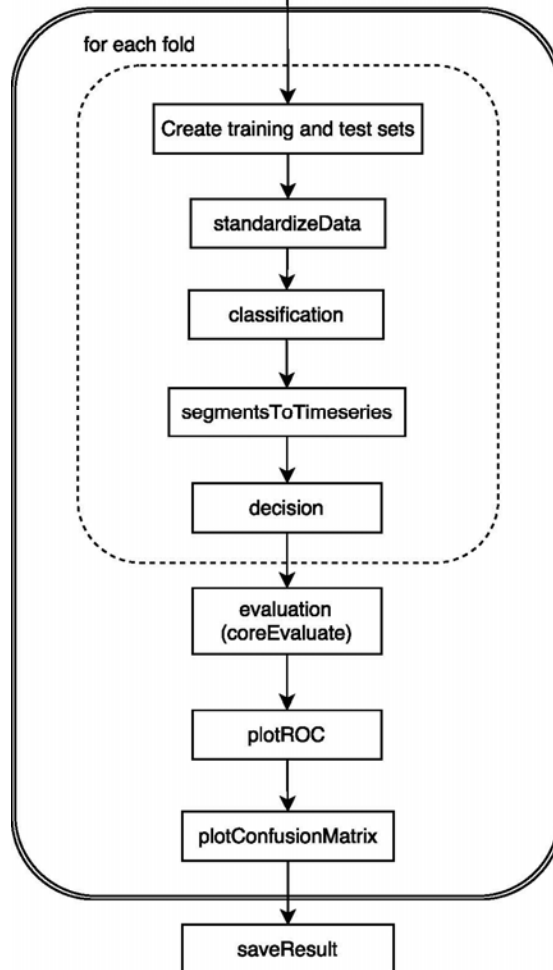 for each fold
Create training and test sets
standardizeData
classification
segmentsToTimeseries
decision
evaluation
(coreEvaluate)
plotROC
plotConfusionMatrix
saveResult